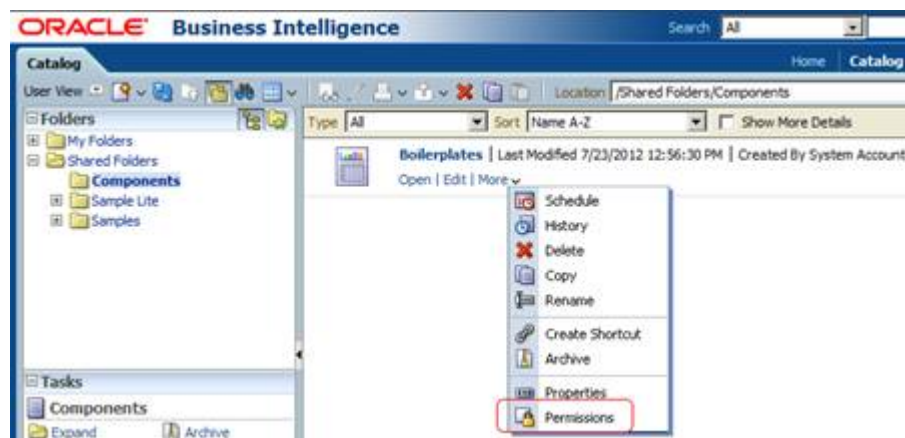 ORACLE Business Intelligence Search All
Catalog Home Catalog
User View Location /Shared Folders/Components
Folders Type All Sort Name A-Z Show More Details
My Folders
Shared Folders
Components
Sample Lite
Samples
Boilerplates | Last Modified 7/23/2012 12:56:30 PM | Created By System Account
Open | Edit | More
Schedule
History
Delete
Copy
Rename
Create Shortcut
Archive
Properties
Permissions
Tasks
Components
Expand Archive